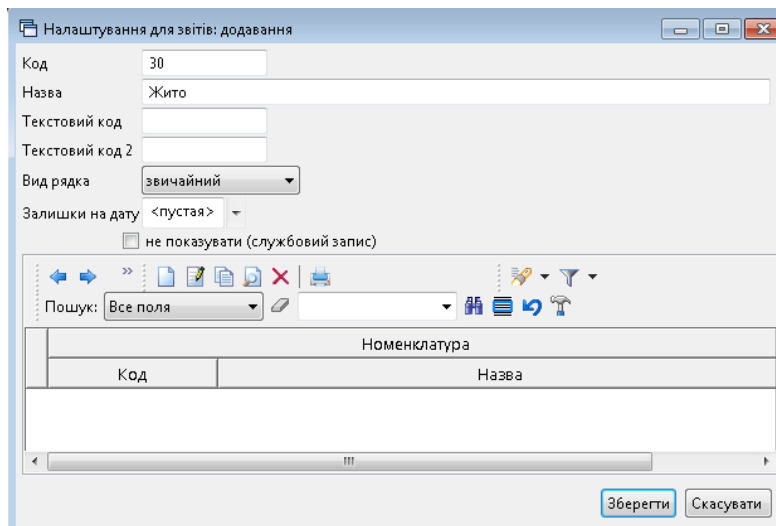 Налаштування для звітів: додавання
Код 30
Назва Жито
Текстовий код
Текстовий код 2
Вид рядка звичайний
Залишки на дату <пустая>
не показувати (службовий запис)
Пошук: Все поля
Номенклатура
Код Назва
Зберегти Скасувати